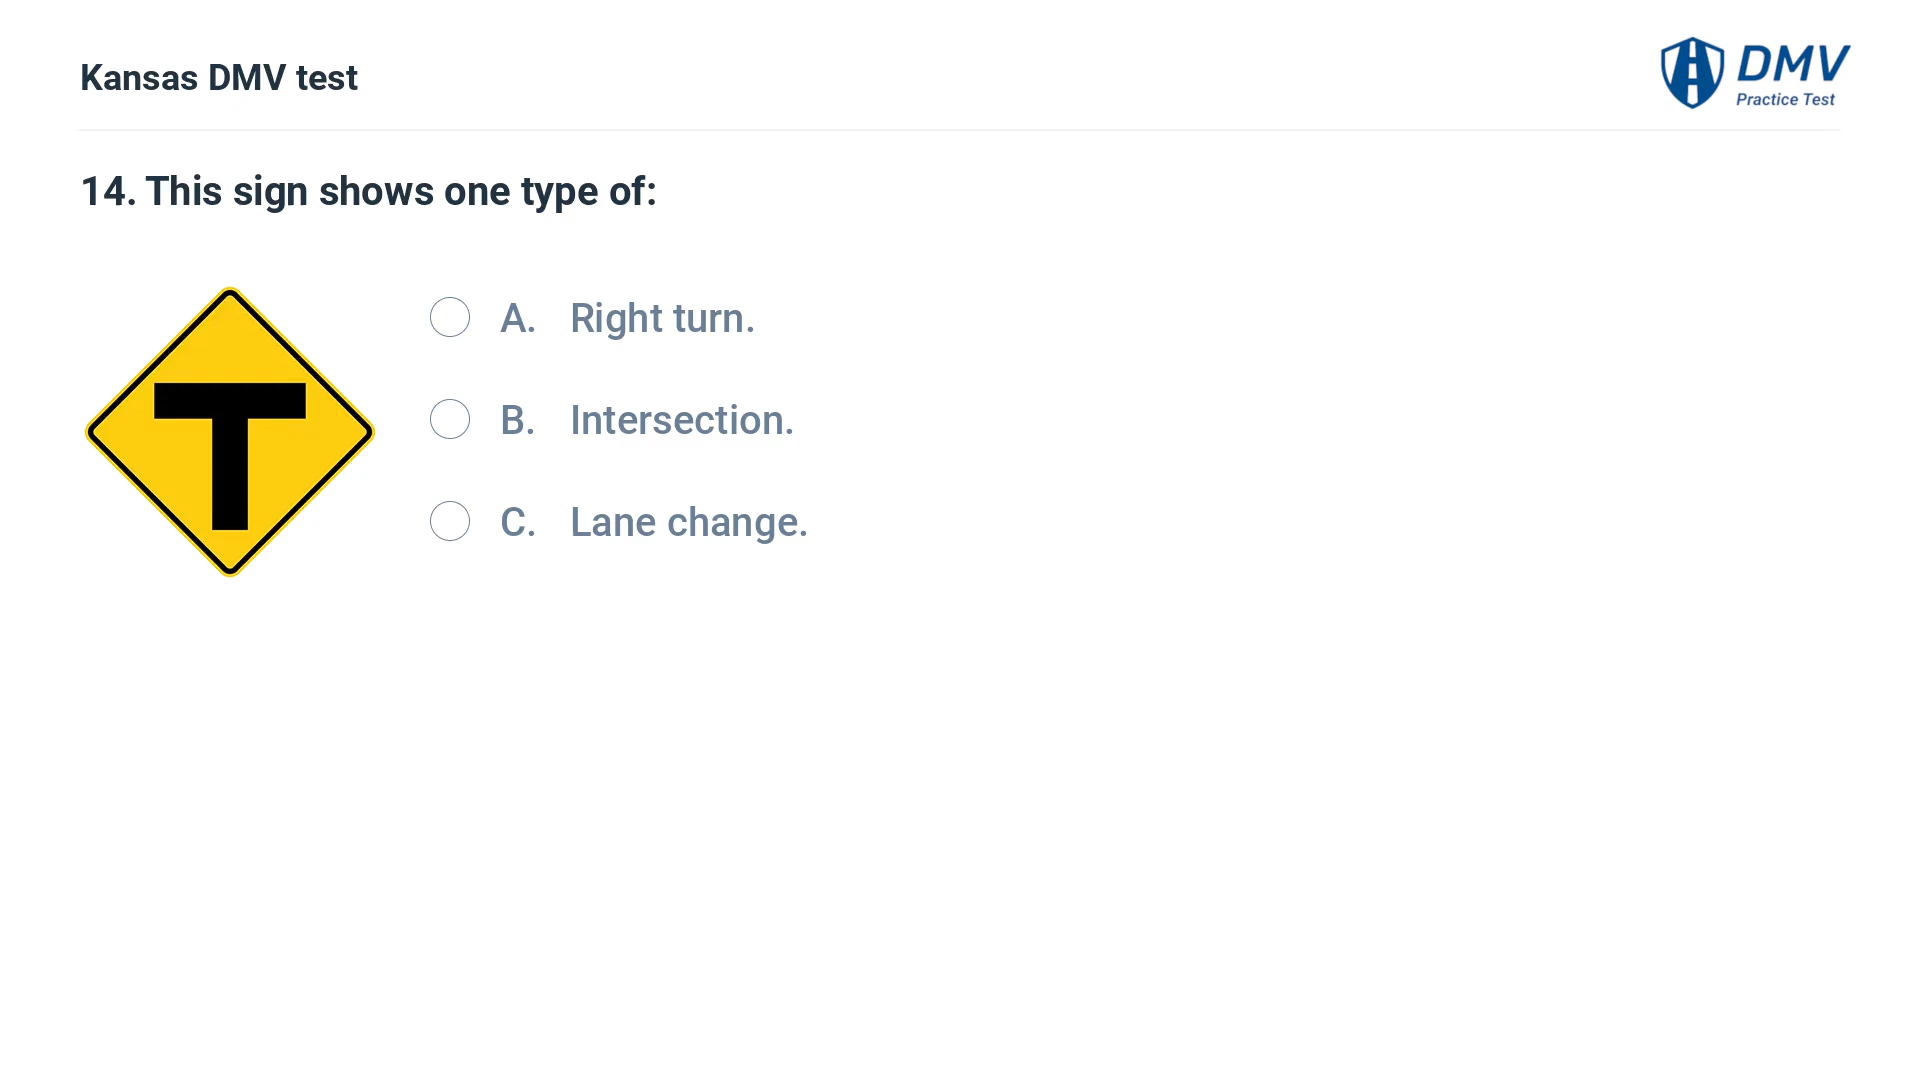 Kansas DMV test
DMV
Practice Test
14. This sign shows one type of:
A. Right turn.
B. Intersection.
C. Lane change.